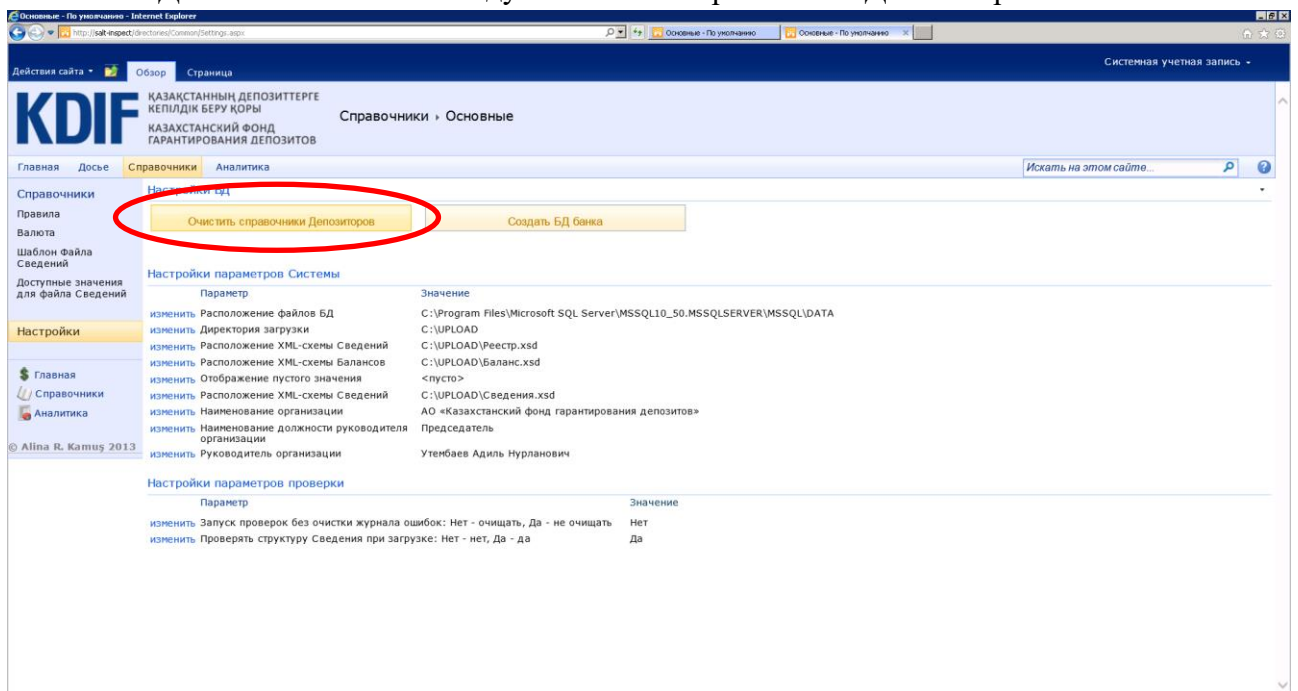 Основные - По умолчанию - Internet Explorer
http://salt-inspect/directories/Common/Settings.aspx
Основные - По умолчанию
Основные - По умолчанию
Действия сайта
Обзор
Страница
Системная учетная запись
KDIF
ҚАЗАҚСТАННЫҢ ДЕПОЗИТТЕРГЕ
КЕПІЛДІК БЕРУ ҚОРЫ
КАЗАХСТАНСКИЙ ФОНД
ГАРАНТИРОВАНИЯ ДЕПОЗИТОВ
Справочники › Основные
Главная Досье Справочники Аналитика
Искать на этом сайте...
Справочники
Правила
Валюта
Шаблон Файла
Сведений
Доступные значения
для файла Сведений
Настройки
Главная
Справочники
Аналитика
© Alina R. Kamuş 2013
Настройки БД
Очистить справочники Депозиторов
Создать БД банка
Настройки параметров Системы
Параметр Значение
изменить Расположение файлов БД C:\Program Files\Microsoft SQL Server\MSSQL10_50.MSSQLSERVER\MSSQL\DATA
изменить Директория загрузки C:\UPLOAD
изменить Расположение XML-схемы Сведений C:\UPLOAD\Реестр.xsd
изменить Расположение XML-схемы Балансов C:\UPLOAD\Баланс.xsd
изменить Отображение пустого значения <пусто>
изменить Расположение XML-схемы Сведений C:\UPLOAD\Сведения.xsd
изменить Наименование организации АО «Казахстанский фонд гарантирования депозитов»
изменить Наименование должности руководителя Председатель
организации
изменить Руководитель организации Утембаев Адиль Нурланович
Настройки параметров проверки
Параметр Значение
изменить Запуск проверок без очистки журнала ошибок: Нет - очищать, Да - не очищать Нет
изменить Проверять структуру Сведения при загрузке: Нет - нет, Да - да Да